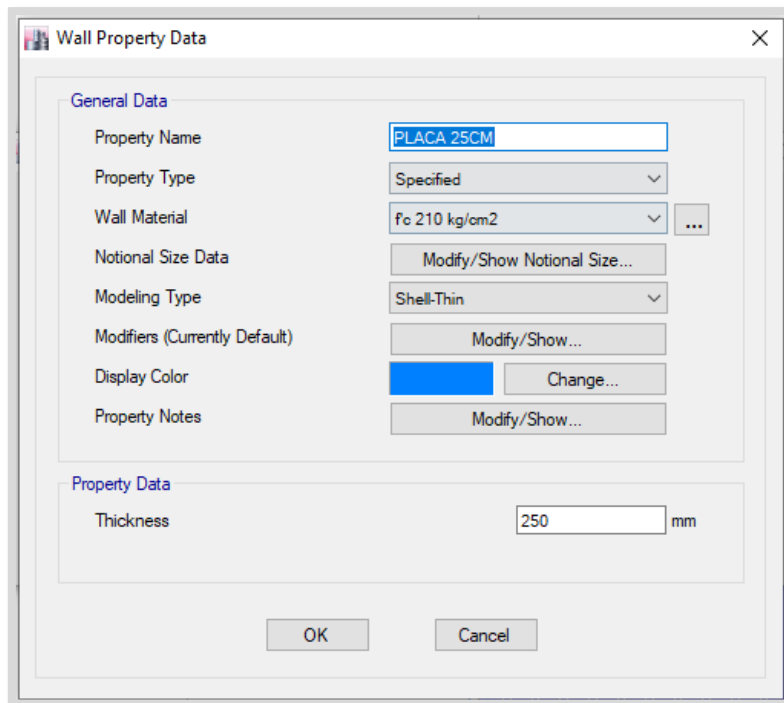 Wall Property Data
General Data
Property Name PLACA 25CM
Property Type Specified
Wall Material f'c 210 kg/cm2 ...
Notional Size Data Modify/Show Notional Size...
Modeling Type Shell-Thin
Modifiers (Currently Default) Modify/Show...
Display Color Change...
Property Notes Modify/Show...
Property Data
Thickness 250 mm
OK Cancel